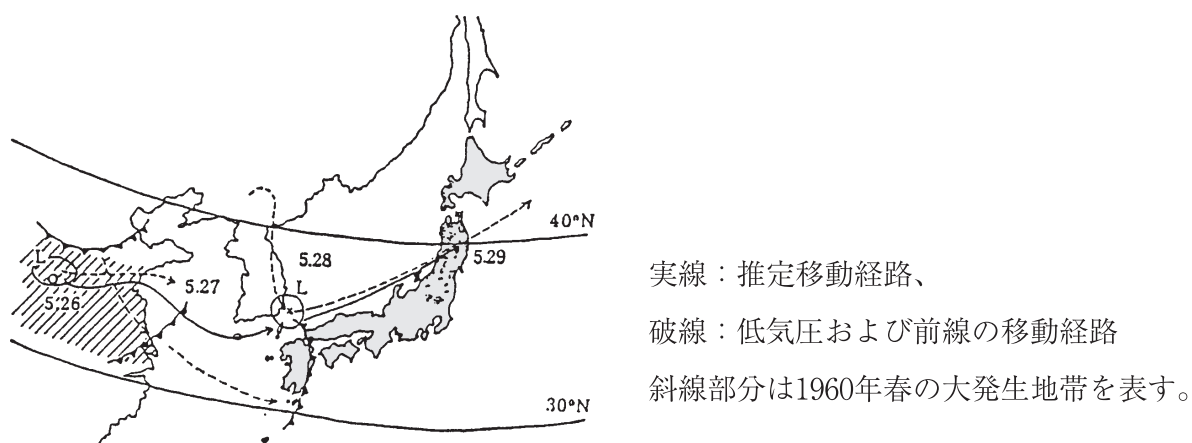 40°N
5.28
5.29
L
5.27
L
5.26
30°N
実線：推定移動経路、
破線：低気圧および前線の移動経路
斜線部分は1960年春の大発生地帯を表す。